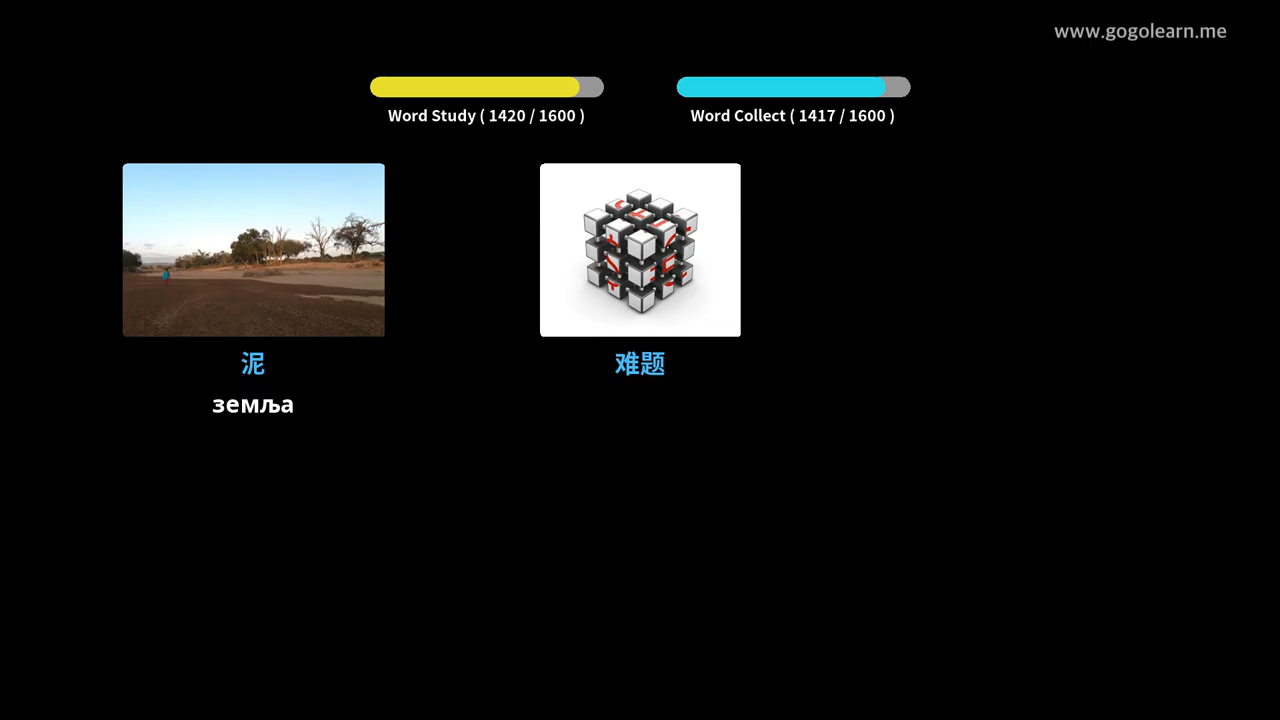 www.gogolearn.me
Word Study ( 1420 / 1600 )
Word Collect ( 1417 / 1600 )
泥
难题
земља